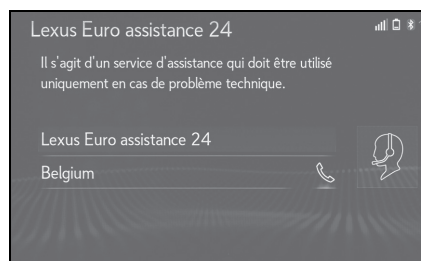 Lexus Euro assistance 24
Il s'agit d'un service d'assistance qui doit être utilisé
uniquement en cas de problème technique.
Lexus Euro assistance 24
Belgium